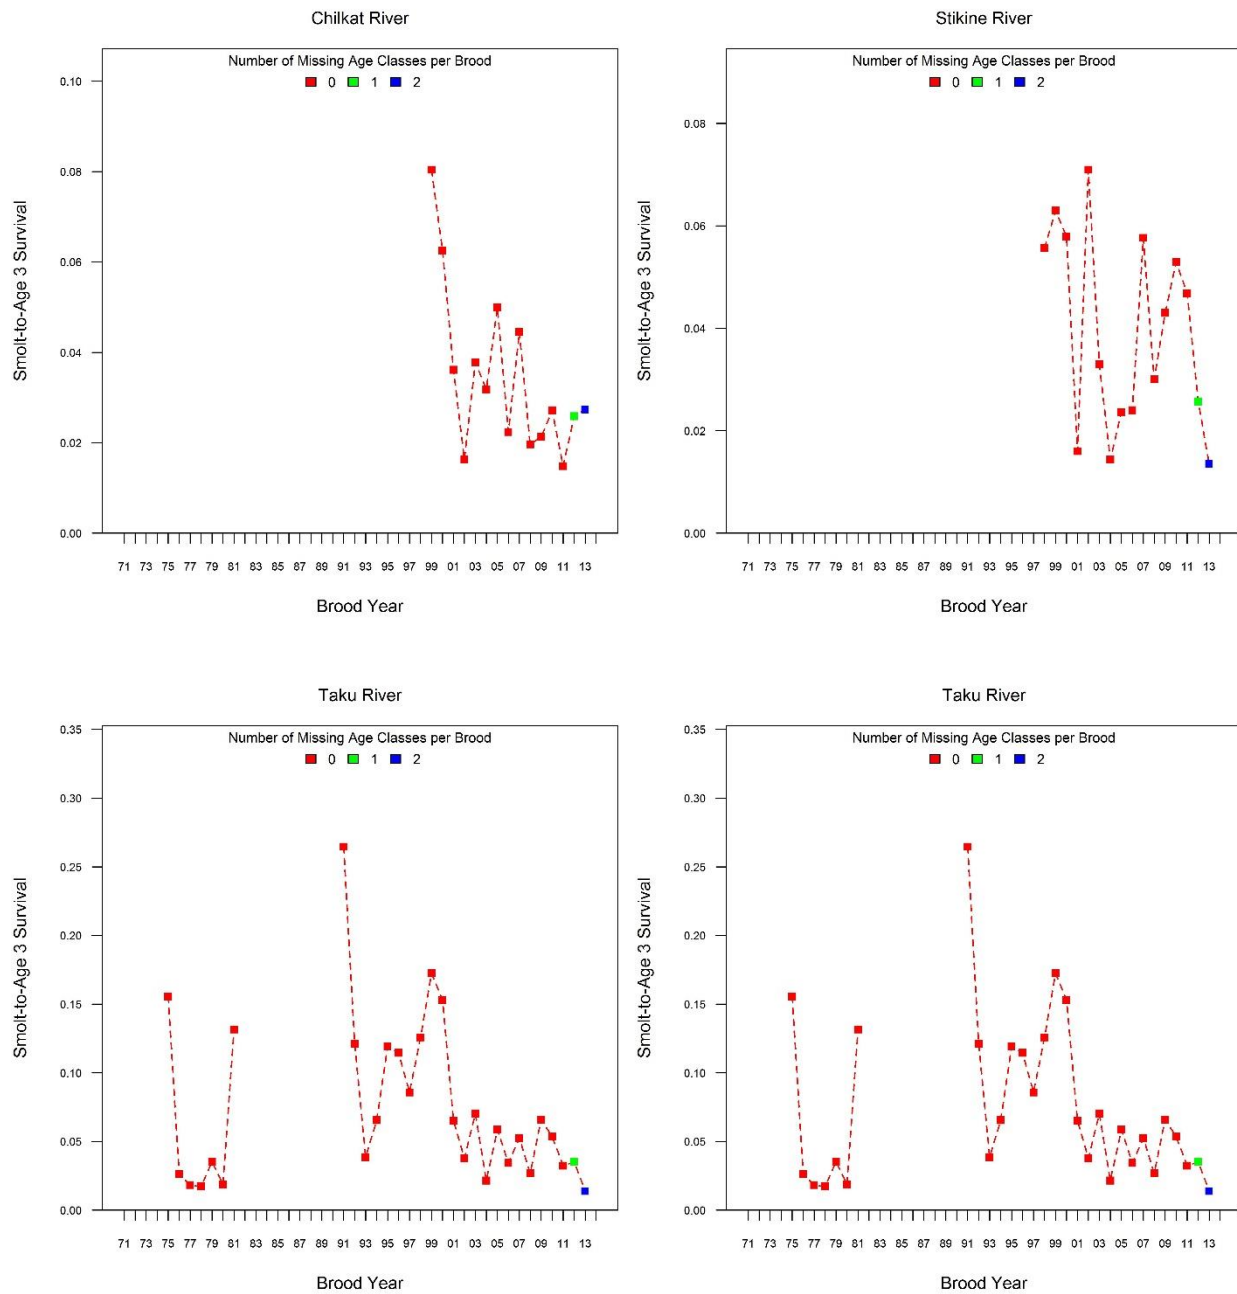 Chilkat River
Number of Missing Age Classes per Brood
0 1 2
Smolt-to-Age 3 Survival
0.10
0.08
0.06
0.04
0.02
0.00
71 73 75 77 79 81 83 85 87 89 91 93 95 97 99 01 03 05 07 09 11 13
Brood Year
Stikine River
Number of Missing Age Classes per Brood
0 1 2
Smolt-to-Age 3 Survival
0.08
0.06
0.04
0.02
0.00
71 73 75 77 79 81 83 85 87 89 91 93 95 97 99 01 03 05 07 09 11 13
Brood Year
Taku River
Number of Missing Age Classes per Brood
0 1 2
Smolt-to-Age 3 Survival
0.35
0.30
0.25
0.20
0.15
0.10
0.05
0.00
71 73 75 77 79 81 83 85 87 89 91 93 95 97 99 01 03 05 07 09 11 13
Brood Year
Taku River
Number of Missing Age Classes per Brood
0 1 2
Smolt-to-Age 3 Survival
0.35
0.30
0.25
0.20
0.15
0.10
0.05
0.00
71 73 75 77 79 81 83 85 87 89 91 93 95 97 99 01 03 05 07 09 11 13
Brood Year